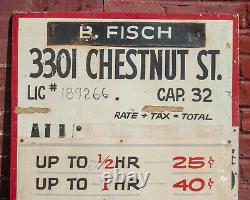 B. FISCH
3301 CHESTNUT ST.
LIC # 189266 CAP. 32
RATE + TAX = TOTAL
ALL
UP TO 1/2 HR 25¢
UP TO 1 HR 40¢